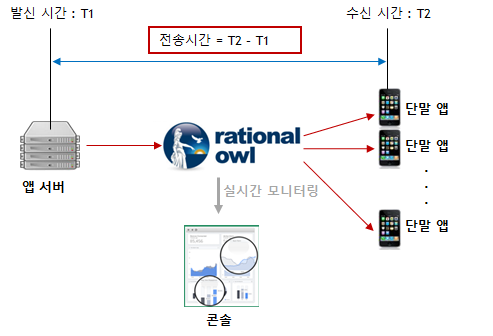 발신 시간 : T1
수신 시간 : T2
전송시간 = T2 - T1
rational
owl
앱 서버
단말 앱
단말 앱
.
.
.
단말 앱
실시간 모니터링
콘솔